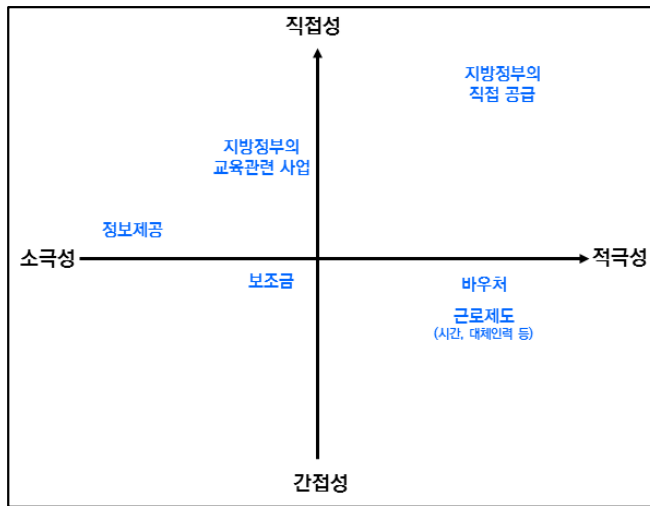 직접성
지방정부의
직접 공급
지방정부의
교육관련 사업
정보제공
소극성
적극성
보조금
바우처
근로제도
(시간, 대체인력 등)
간접성